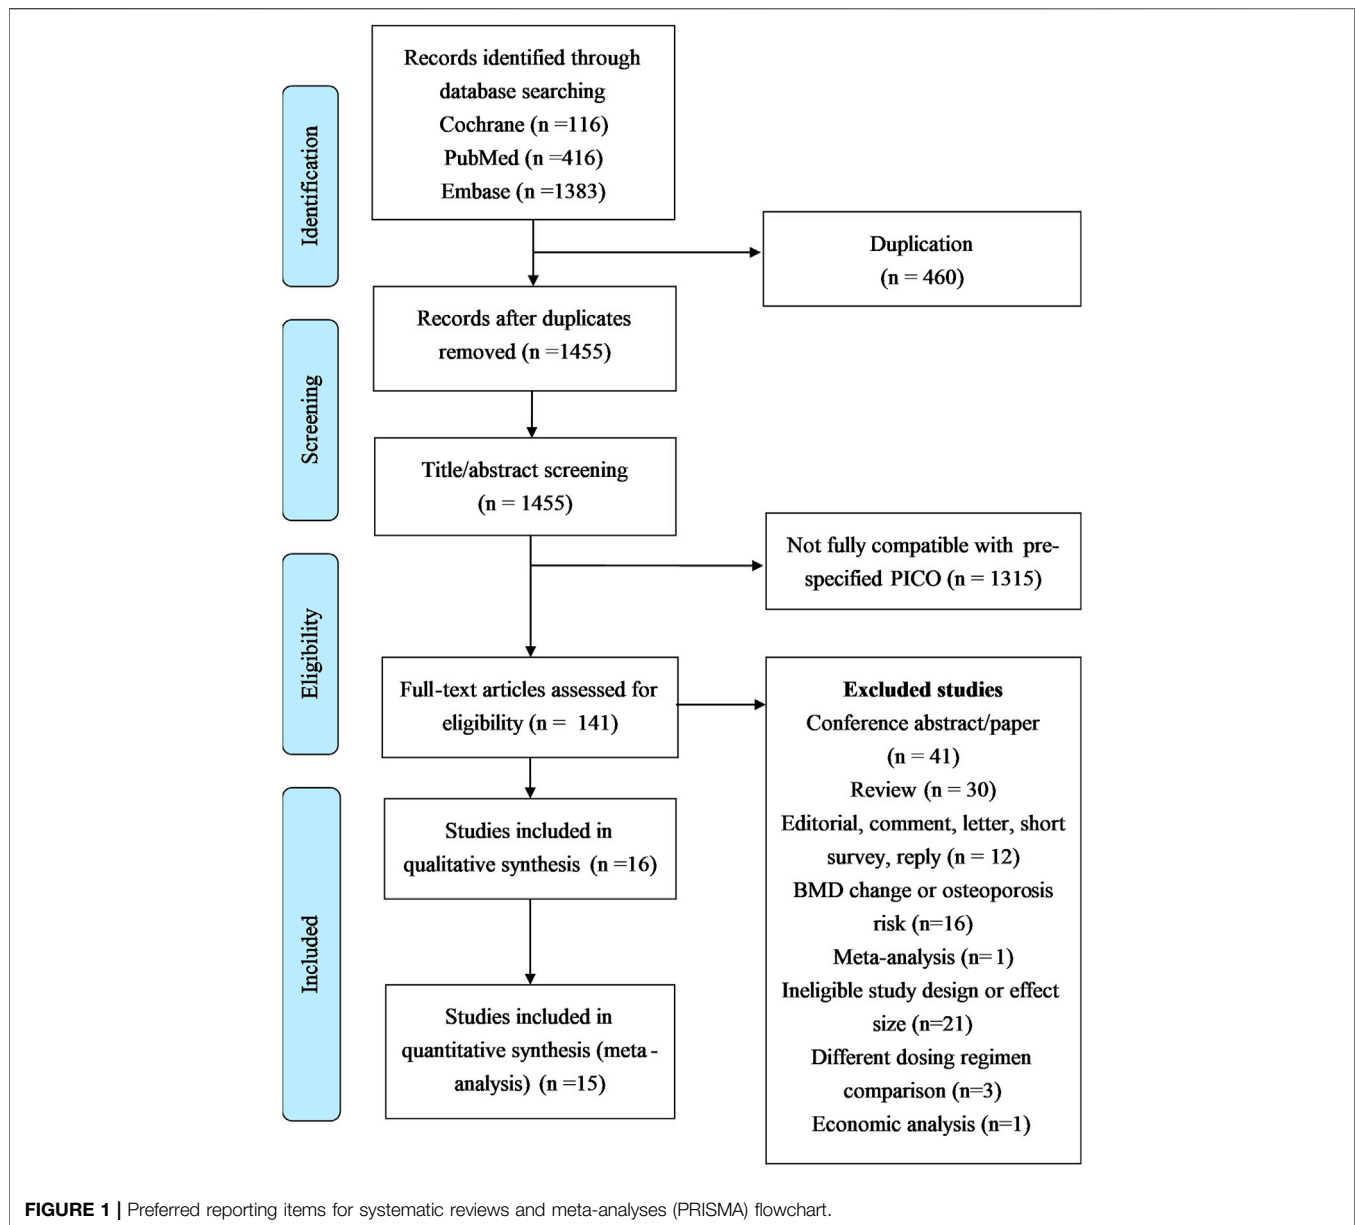 Identification
Records identified through
database searching
Cochrane (n =116)
PubMed (n =416)
Embase (n =1383)
Duplication
(n = 460)
Screening
Records after duplicates
removed (n =1455)
Title/abstract screening
(n = 1455)
Not fully compatible with pre-
specified PICO (n = 1315)
Eligibility
Full-text articles assessed for
eligibility (n = 141)
Excluded studies
Conference abstract/paper
(n = 41)
Review (n = 30)
Editorial, comment, letter, short
survey, reply (n = 12)
BMD change or osteoporosis
risk (n=16)
Meta-analysis (n=1)
Ineligible study design or effect
size (n=21)
Different dosing regimen
comparison (n=3)
Economic analysis (n=1)
Included
Studies included in
qualitative synthesis (n =16)
Studies included in
quantitative synthesis (meta-
analysis) (n =15)
FIGURE 1 | Preferred reporting items for systematic reviews and meta-analyses (PRISMA) flowchart.